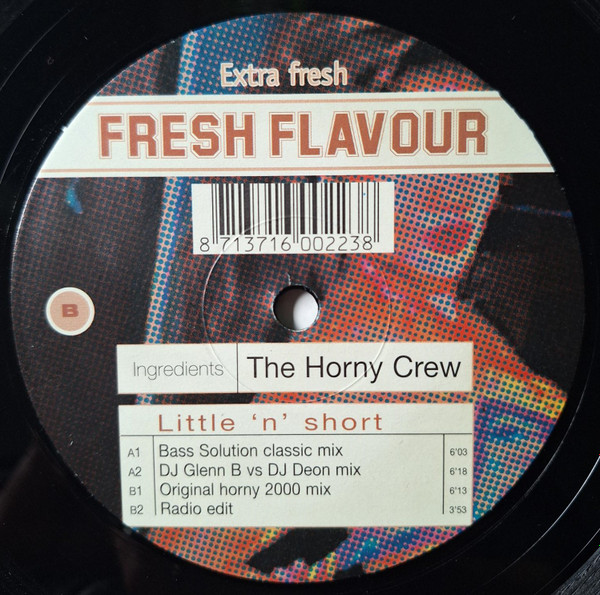 Extra fresh
FRESH FLAVOUR
8 713716 002238
B
Ingredients The Horny Crew
Little ‘n’ short
A1 Bass Solution classic mix 6'03
A2 DJ Glenn B vs DJ Deon mix 6'18
B1 Original horny 2000 mix 6'13
B2 Radio edit 3'53